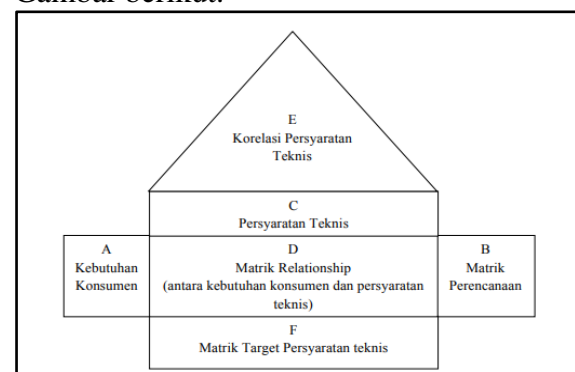 Gambar berikut:
E
Korelasi Persyaratan
Teknis
C
Persyaratan Teknis
A
Kebutuhan
Konsumen
D
Matrik Relationship
(antara kebutuhan konsumen dan persyaratan
teknis)
B
Matrik
Perencanaan
F
Matrik Target Persyaratan teknis